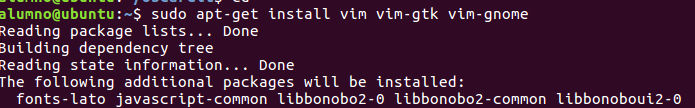 alumno@ubuntu:~$ sudo apt-get install vim vim-gtk vim-gnome
Reading package lists... Done
Building dependency tree
Reading state information... Done
The following additional packages will be installed:
fonts-lato javascript-common libbonobo2-0 libbonobo2-common libbonoboui2-0